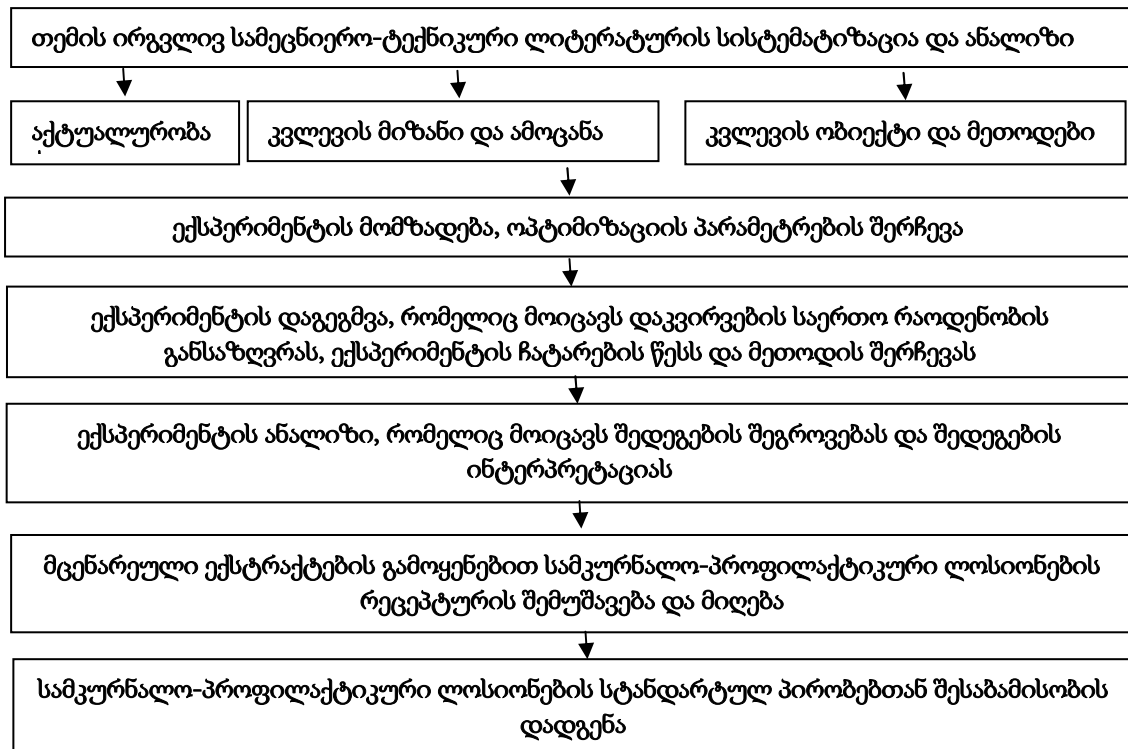 თემის ირგვლივ სამეცნიერო-ტექნიკური ლიტერატურის სისტემატიზაცია და ანალიზი
აქტუალურობა
კვლევის მიზანი და ამოცანა
კვლევის ობიექტი და მეთოდები
ექსპერიმენტის მომზადება, ოპტიმიზაციის პარამეტრების შერჩევა
ექსპერიმენტის დაგეგმვა, რომელიც მოიცავს დაკვირვების საერთო რაოდენობის
განსაზღვრას, ექსპერიმენტის ჩატარების წესს და მეთოდის შერჩევას
ექსპერიმენტის ანალიზი, რომელიც მოიცავს შედეგების შეგროვებას და შედეგების
ინტერპრეტაციას
მცენარეული ექსტრაქტების გამოყენებით სამკურნალო-პროფილაქტიკური ლოსიონების
რეცეპტურის შემუშავება და მიღება
სამკურნალო-პროფილაქტიკური ლოსიონების სტანდარტულ პირობებთან შესაბამისობის
დადგენა